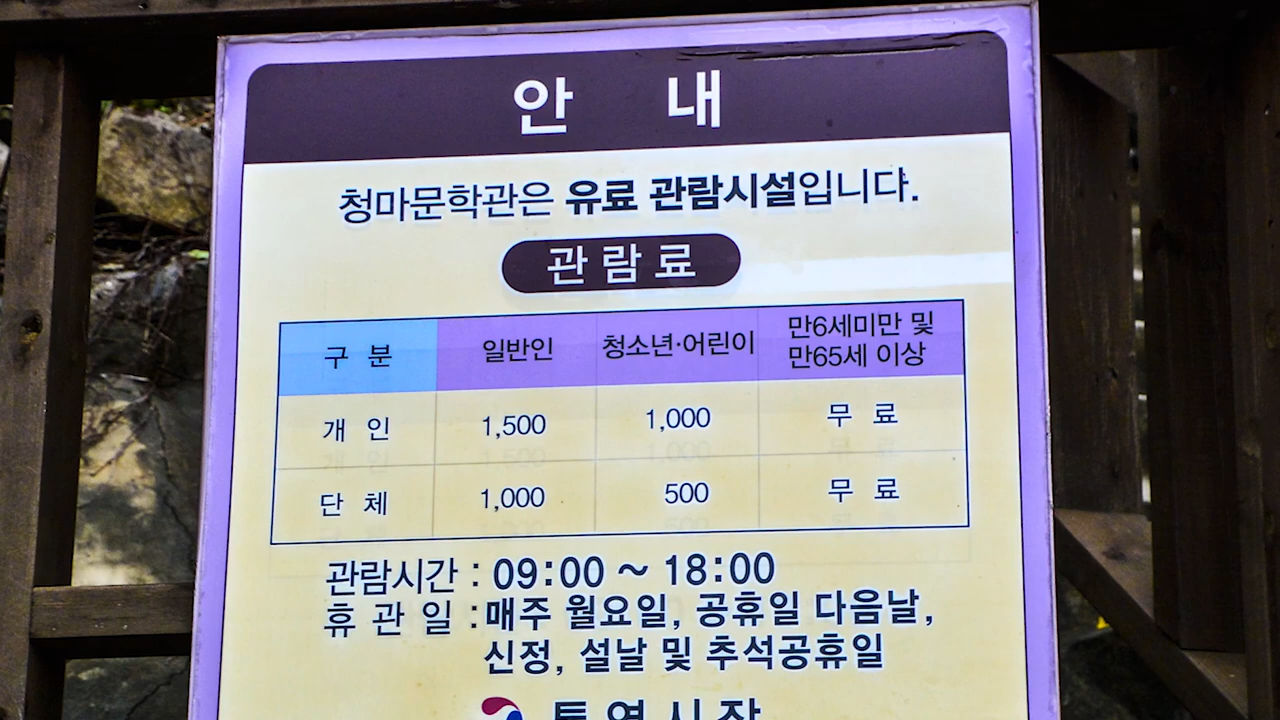 안 내
청마문학관은 유료 관람시설입니다.
관람료
구 분 일반인 청소년·어린이 만6세미만 및 만65세 이상
개 인 1,500 1,000 무 료
단 체 1,000 500 무 료
관람시간 : 09:00 ~ 18:00
휴 관 일 : 매주 월요일, 공휴일 다음날,
신정, 설날 및 추석공휴일
통영시장